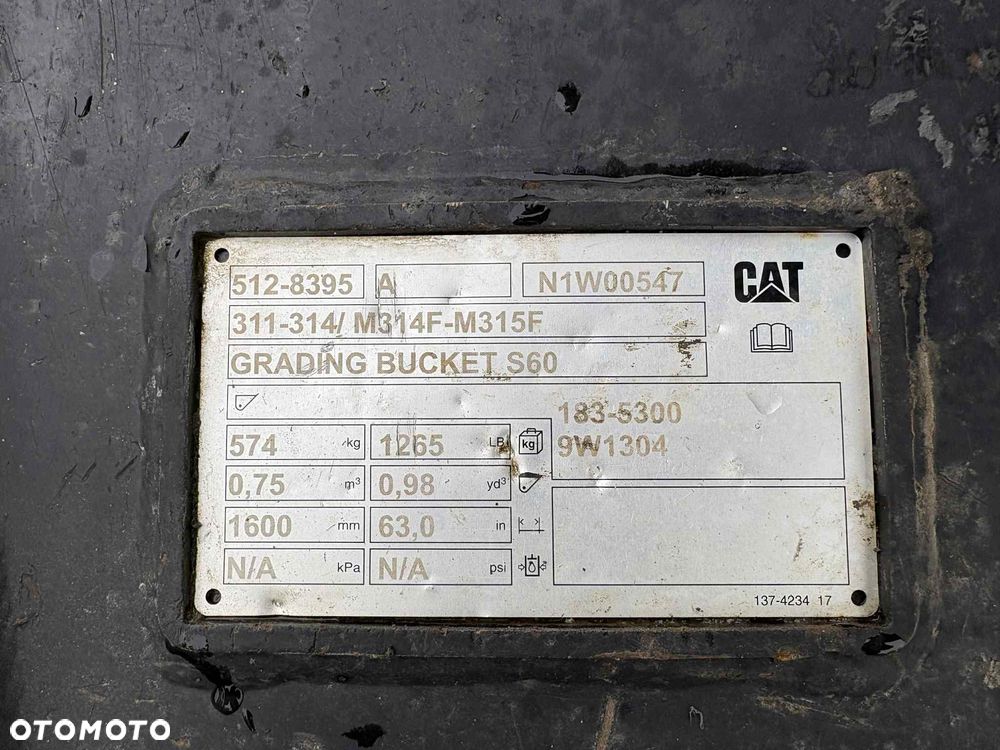 512-8395 A N1W00547
CAT
311-314/ M314F-M315F
GRADING BUCKET S60
183-5300
9W1304
574 kg 1265 LB kg
0,75 m³ 0,98 yd³
1600 mm 63,0 in
N/A kPa N/A psi
137-4234 17
OTOMOTO